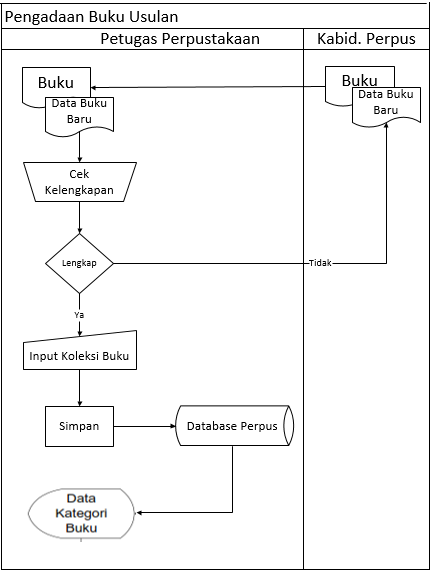 Pengadaan Buku Usulan
Petugas Perpustakaan
Kabid. Perpus
Buku
Data Buku
Baru
Buku
Data Buku
Baru
Cek
Kelengkapan
Lengkap
Tidak
Ya
Input Koleksi Buku
Simpan
Database Perpus
Data
Kategori
Buku